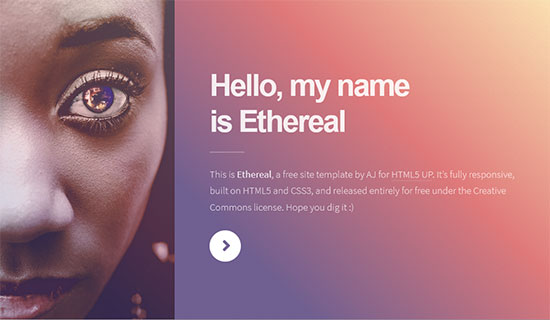 Hello, my name
is Ethereal
This is Ethereal, a free site template by AJ for HTML5 UP. It's fully responsive,
built on HTML5 and CSS3, and released entirely for free under the Creative
Commons license. Hope you dig it :)